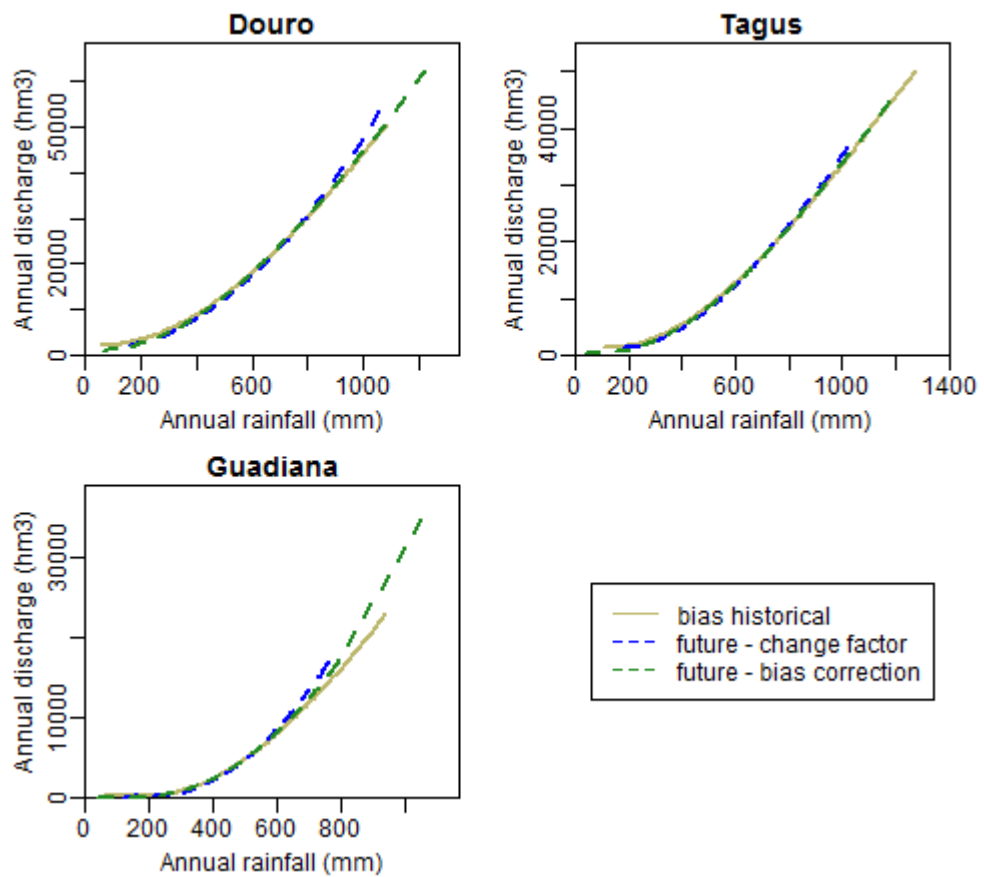 Douro
Annual discharge (hm3)
50000
20000
0
0 200 600 1000
Annual rainfall (mm)
Tagus
Annual discharge (hm3)
40000
20000
0
0 200 600 1000 1400
Annual rainfall (mm)
Guadiana
Annual discharge (hm3)
30000
10000
0
0 200 400 600 800
Annual rainfall (mm)
bias historical
future - change factor
future - bias correction